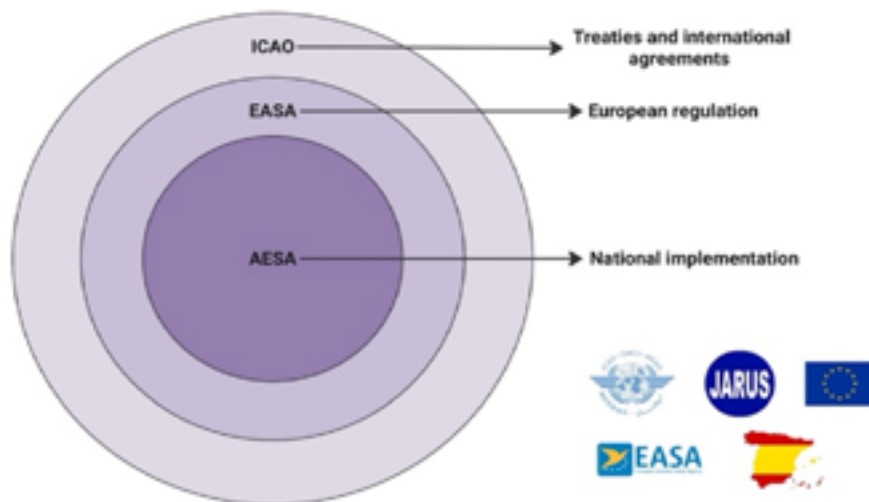 ICAO
Treaties and international
agreements
EASA
European regulation
AESA
National implementation
JARUS
EASA